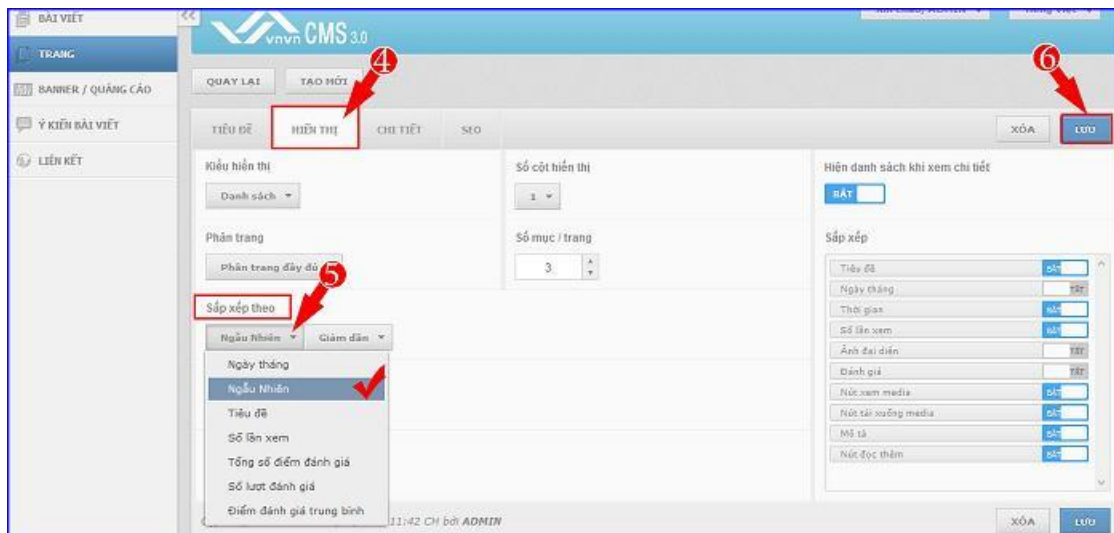 BÀI VIẾT
TRANG
BANNER / QUẢNG CÁO
Ý KIẾN BÀI VIẾT
LIÊN KẾT
vnvn CMS 3.0
4
6
QUAY LẠI TẠO MỚI
TIÊU ĐỀ HIỂN THỊ CHI TIẾT SEO XÓA LƯU
Kiểu hiển thị Số cột hiển thị Hiện danh sách khi xem chi tiết
Danh sách 1 BẬT
Phân trang Số mục / trang Sắp xếp
Phân trang đầy đủ 3
5
Tiêu đề BẬT
Ngày tháng TẮT
Thời gian BẬT
Số lần xem BẬT
Ảnh đại diện TẮT
Đánh giá TẮT
Nút xem media BẬT
Nút tải xuống media BẬT
Mô tả BẬT
Nút đọc thêm BẬT
Sắp xếp theo
Ngẫu Nhiên Giảm dần
Ngày tháng
Ngẫu Nhiên
Tiêu đề
Số lần xem
Tổng số điểm đánh giá
Số lượt đánh giá
Điểm đánh giá trung bình
11:42 CH bởi ADMIN XÓA LƯU